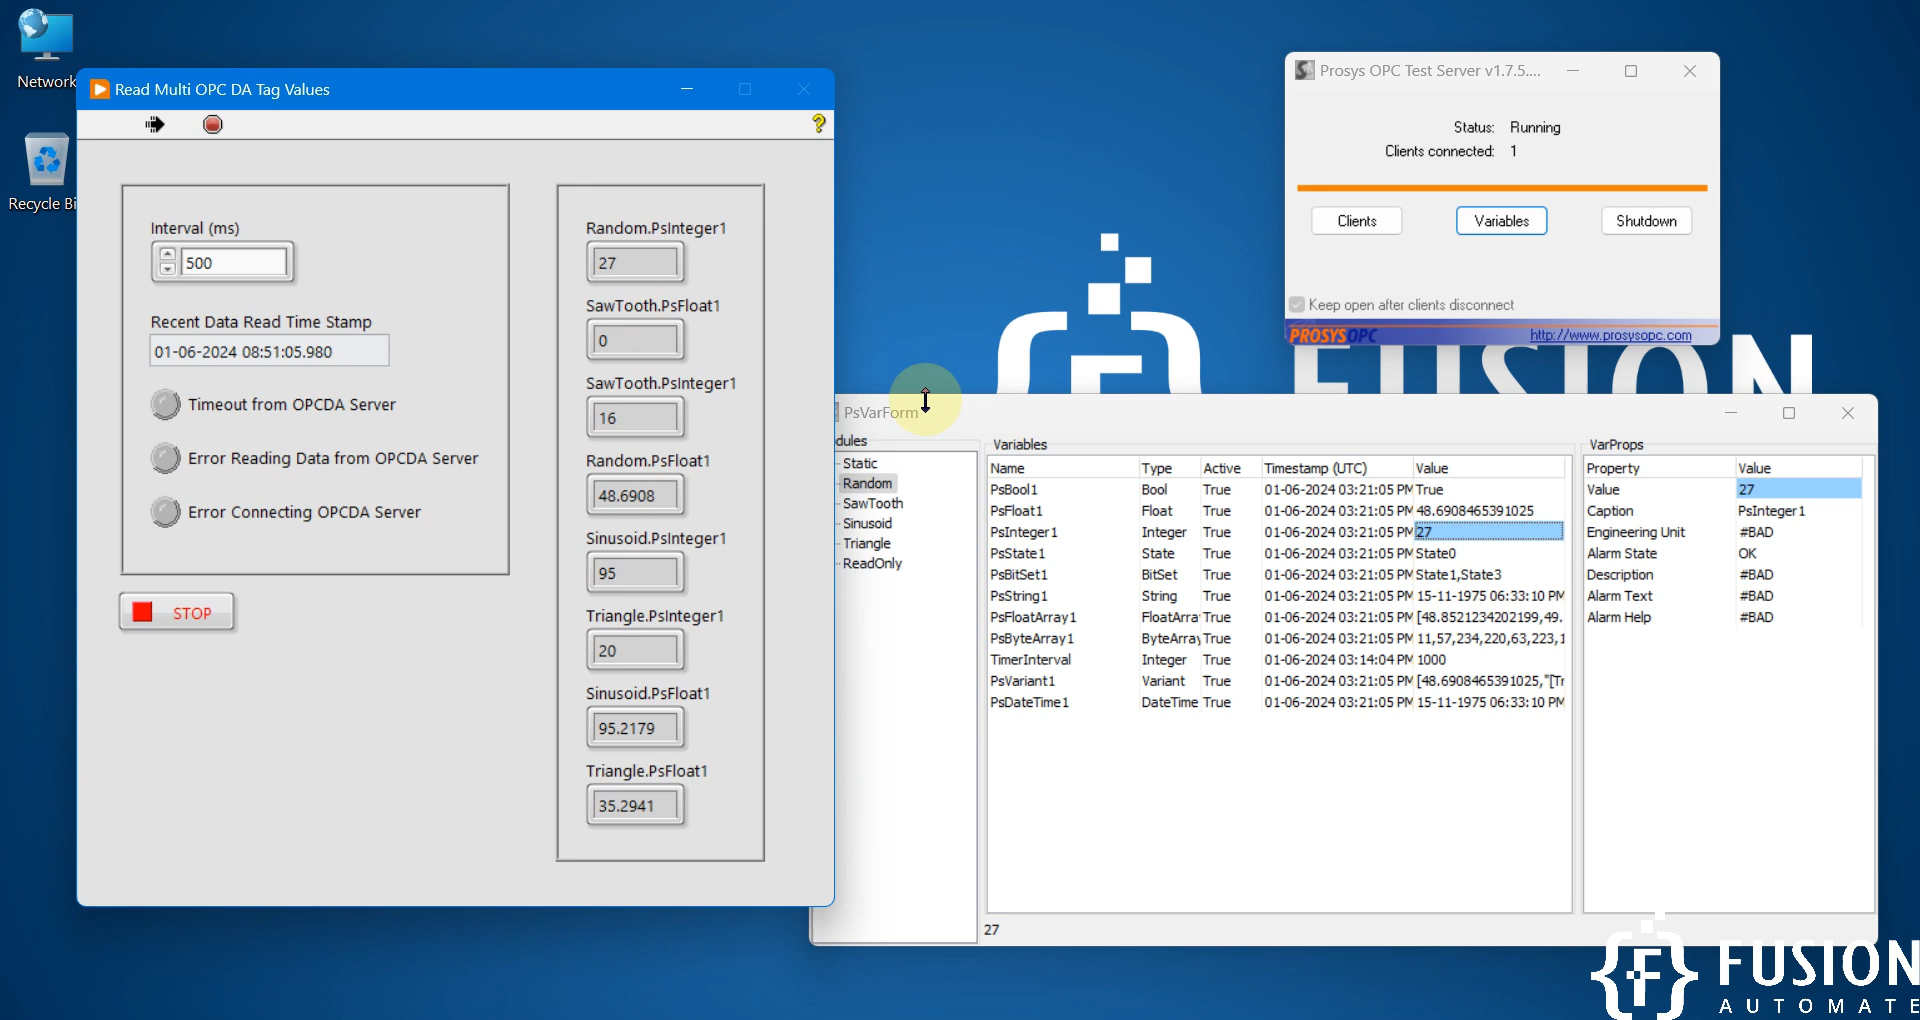 Network
Recycle Bi
Read Multi OPC DA Tag Values
?
Interval (ms)
500
Recent Data Read Time Stamp
01-06-2024 08:51:05.980
Timeout from OPCDA Server
Error Reading Data from OPCDA Server
Error Connecting OPCDA Server
STOP
Random.PsInteger1
27
SawTooth.PsFloat1
0
SawTooth.PsInteger1
16
Random.PsFloat1
48.6908
Sinusoid.PsInteger1
95
Triangle.PsInteger1
20
Sinusoid.PsFloat1
95.2179
Triangle.PsFloat1
35.2941
Prosys OPC Test Server v1.7.5....
Status: Running
Clients connected: 1
Clients Variables Shutdown
Keep open after clients disconnect
PROSYSOPC http://www.prosysopc.com
FUSION
PsVarForm
dules
Static
Random
SawTooth
Sinusoid
Triangle
ReadOnly
Variables
Name Type Active Timestamp (UTC) Value
PsBool1 Bool True 01-06-2024 03:21:05 PM True
PsFloat1 Float True 01-06-2024 03:21:05 PM 48.6908465391025
PsInteger1 Integer True 01-06-2024 03:21:05 PM 27
PsState1 State True 01-06-2024 03:21:05 PM State0
PsBitSet1 BitSet True 01-06-2024 03:21:05 PM State1,State3
PsString1 String True 01-06-2024 03:21:05 PM 15-11-1975 06:33:10 PM
PsFloatArray1 FloatArra True 01-06-2024 03:21:05 PM [48.8521234202199,49.
PsByteArray1 ByteArray True 01-06-2024 03:21:05 PM 11,57,234,220,63,223,1
TimerInterval Integer True 01-06-2024 03:14:04 PM 1000
PsVariant1 Variant True 01-06-2024 03:21:05 PM [48.6908465391025,"[Tr
PsDateTime1 DateTime True 01-06-2024 03:21:05 PM 15-11-1975 06:33:10 PM
27
VarProps
Property Value
Value 27
Caption PsInteger1
Engineering Unit #BAD
Alarm State OK
Description #BAD
Alarm Text #BAD
Alarm Help #BAD
{F} FUSION
AUTOMATE